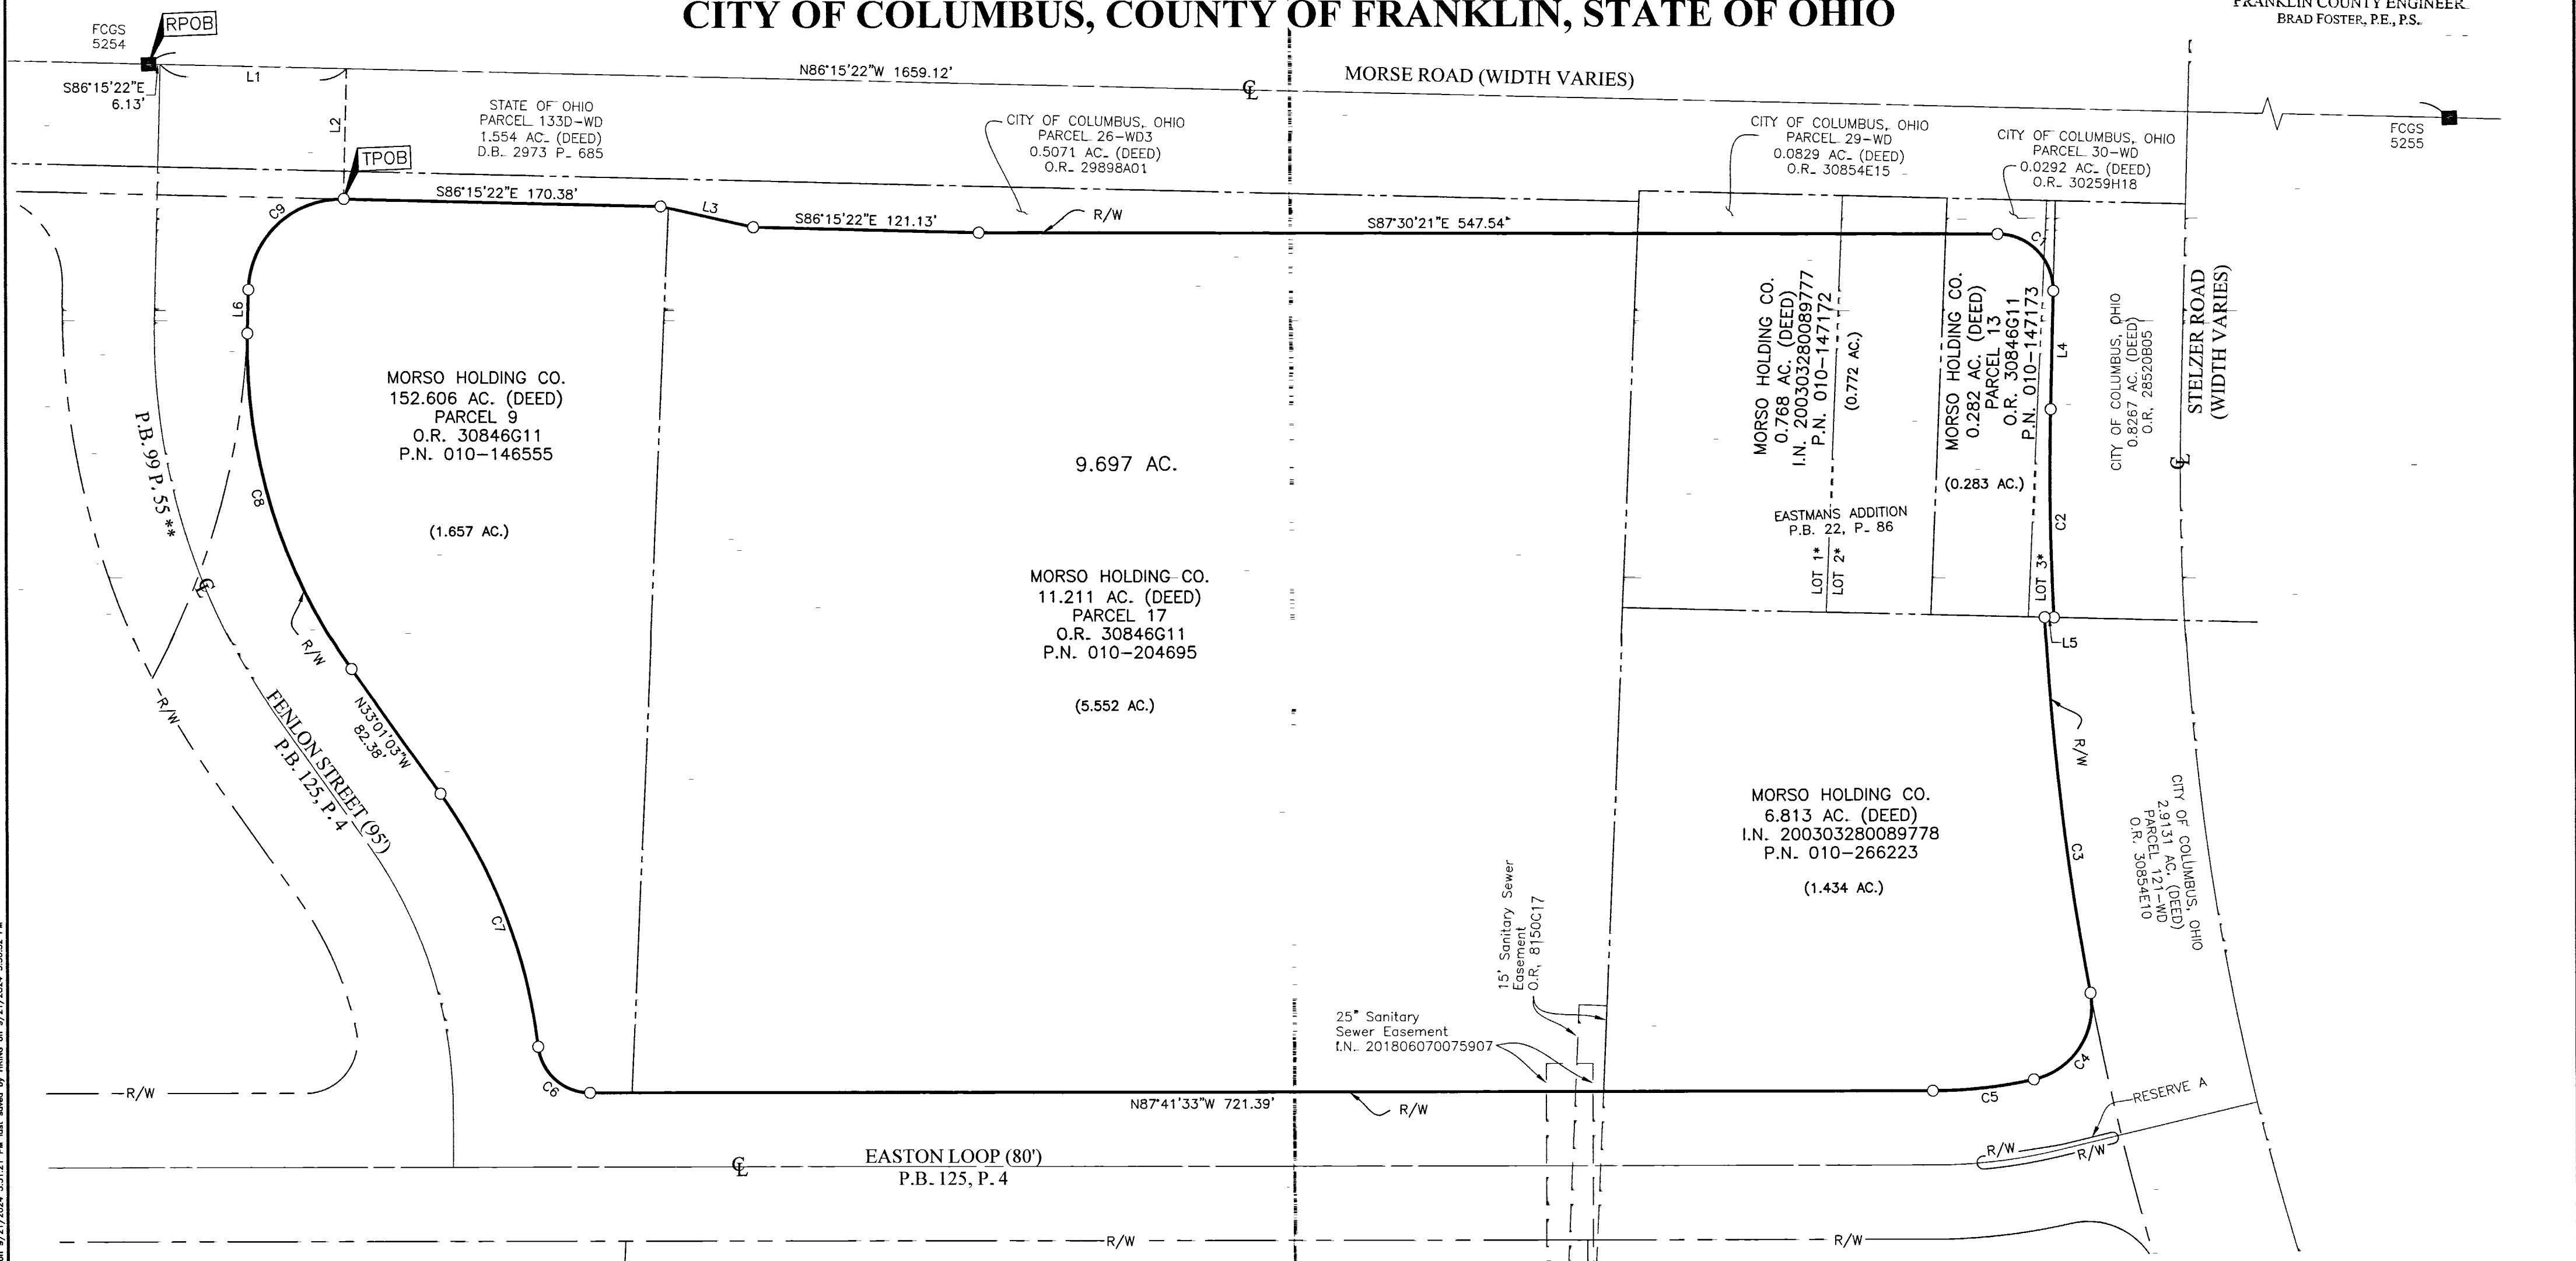 CITY OF COLUMBUS, COUNTY OF FRANKLIN, STATE OF OHIO
FRANKLIN COUNTY ENGINEER
BRAD FOSTER, P.E., P.S.
FCGS
5254
RPOB
S86°15'22"E
6.13'
L1
L2
N86°15'22"W 1659.12'
℄
MORSE ROAD (WIDTH VARIES)
FCGS
5255
STATE OF OHIO
PARCEL 133D-WD
1.554 AC. (DEED)
D.B. 2973 P. 685
CITY OF COLUMBUS, OHIO
PARCEL 26-WD3
0.5071 AC. (DEED)
O.R. 29898A01
CITY OF COLUMBUS, OHIO
PARCEL 29-WD
0.0829 AC. (DEED)
O.R. 30854E15
CITY OF COLUMBUS, OHIO
PARCEL 30-WD
0.0292 AC. (DEED)
O.R. 30259H18
TPOB
S86°15'22"E 170.38'
L3
S86°15'22"E 121.13'
R/W
S87°30'21"E 547.54'
C1
C9
L6
MORSO HOLDING CO.
152.606 AC. (DEED)
PARCEL 9
O.R. 30846G11
P.N. 010-146555
(1.657 AC.)
9.697 AC.
MORSO HOLDING CO.
11.211 AC. (DEED)
PARCEL 17
O.R. 30846G11
P.N. 010-204695
(5.552 AC.)
MORSO HOLDING CO.
0.768 AC. (DEED)
I.N. 200303280089777
P.N. 010-147172
(0.772 AC.)
MORSO HOLDING CO.
0.282 AC. (DEED)
PARCEL 13
O.R. 30846G11
P.N. 010-147173
(0.283 AC.)
EASTMANS ADDITION
P.B. 22, P. 86
LOT 1*
LOT 2*
LOT 3*
L4
C2
L5
CITY OF COLUMBUS, OHIO
0.8267 AC. (DEED)
O.R. 28520B05
STELZER ROAD
(WIDTH VARIES)
℄
P.B. 99 P. 55 **
℄
C8
R/W
R/W
N33°01'03"W
82.38'
FENLON STREET (95')
P.B. 125, P. 4
C7
C6
R/W
MORSO HOLDING CO.
6.813 AC. (DEED)
I.N. 200303280089778
P.N. 010-266223
(1.434 AC.)
R/W
C3
CITY OF COLUMBUS, OHIO
2.9131 AC. (DEED)
PARCEL 121-WD
O.R. 30854E10
15' Sanitary Sewer
Easement
O.R. 8150C17
25" Sanitary
Sewer Easement
I.N. 201806070075907
N87°41'33"W 721.39'
R/W
C5
C4
RESERVE A
R/W
R/W
℄
EASTON LOOP (80')
P.B. 125, P. 4
R/W
R/W